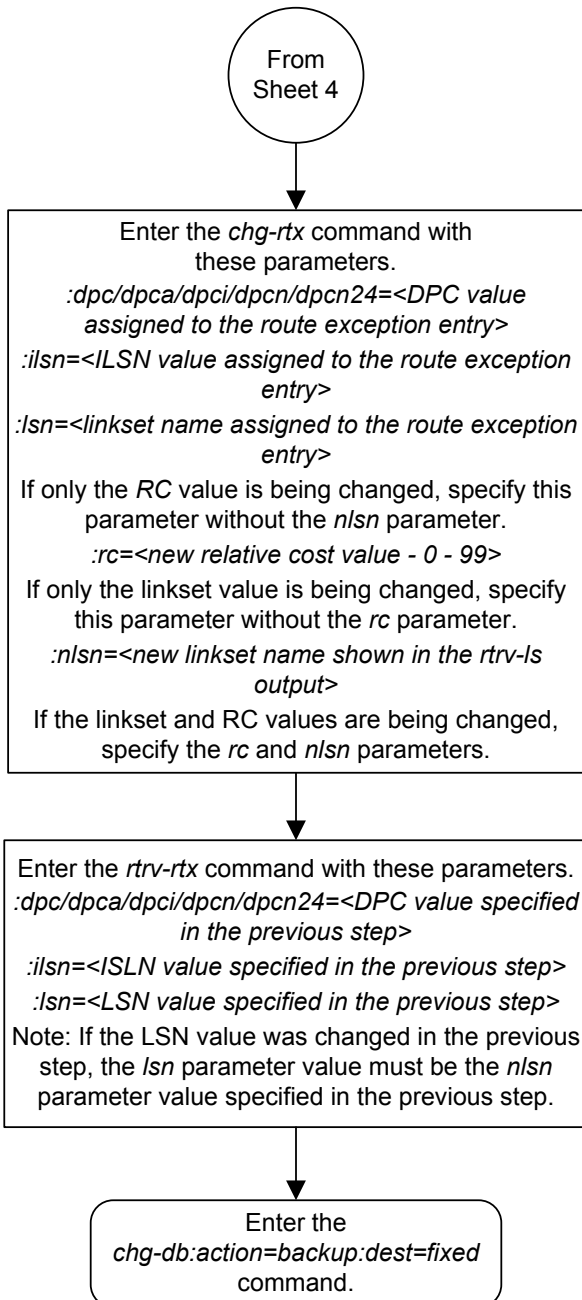 From
Sheet 4
Enter the chg-rtx command with
these parameters.
:dpc/dpca/dpci/dpcn/dpcn24=<DPC value
assigned to the route exception entry>
:ilsn=<ILSN value assigned to the route exception
entry>
:lsn=<linkset name assigned to the route exception
entry>
If only the RC value is being changed, specify this
parameter without the nlsn parameter.
:rc=<new relative cost value - 0 - 99>
If only the linkset value is being changed, specify
this parameter without the rc parameter.
:nlsn=<new linkset name shown in the rtrv-ls
output>
If the linkset and RC values are being changed,
specify the rc and nlsn parameters.
Enter the rtrv-rtx command with these parameters.
:dpc/dpca/dpci/dpcn/dpcn24=<DPC value specified
in the previous step>
:ilsn=<ISLN value specified in the previous step>
:lsn=<LSN value specified in the previous step>
Note: If the LSN value was changed in the previous
step, the lsn parameter value must be the nlsn
parameter value specified in the previous step.
Enter the
chg-db:action=backup:dest=fixed
command.